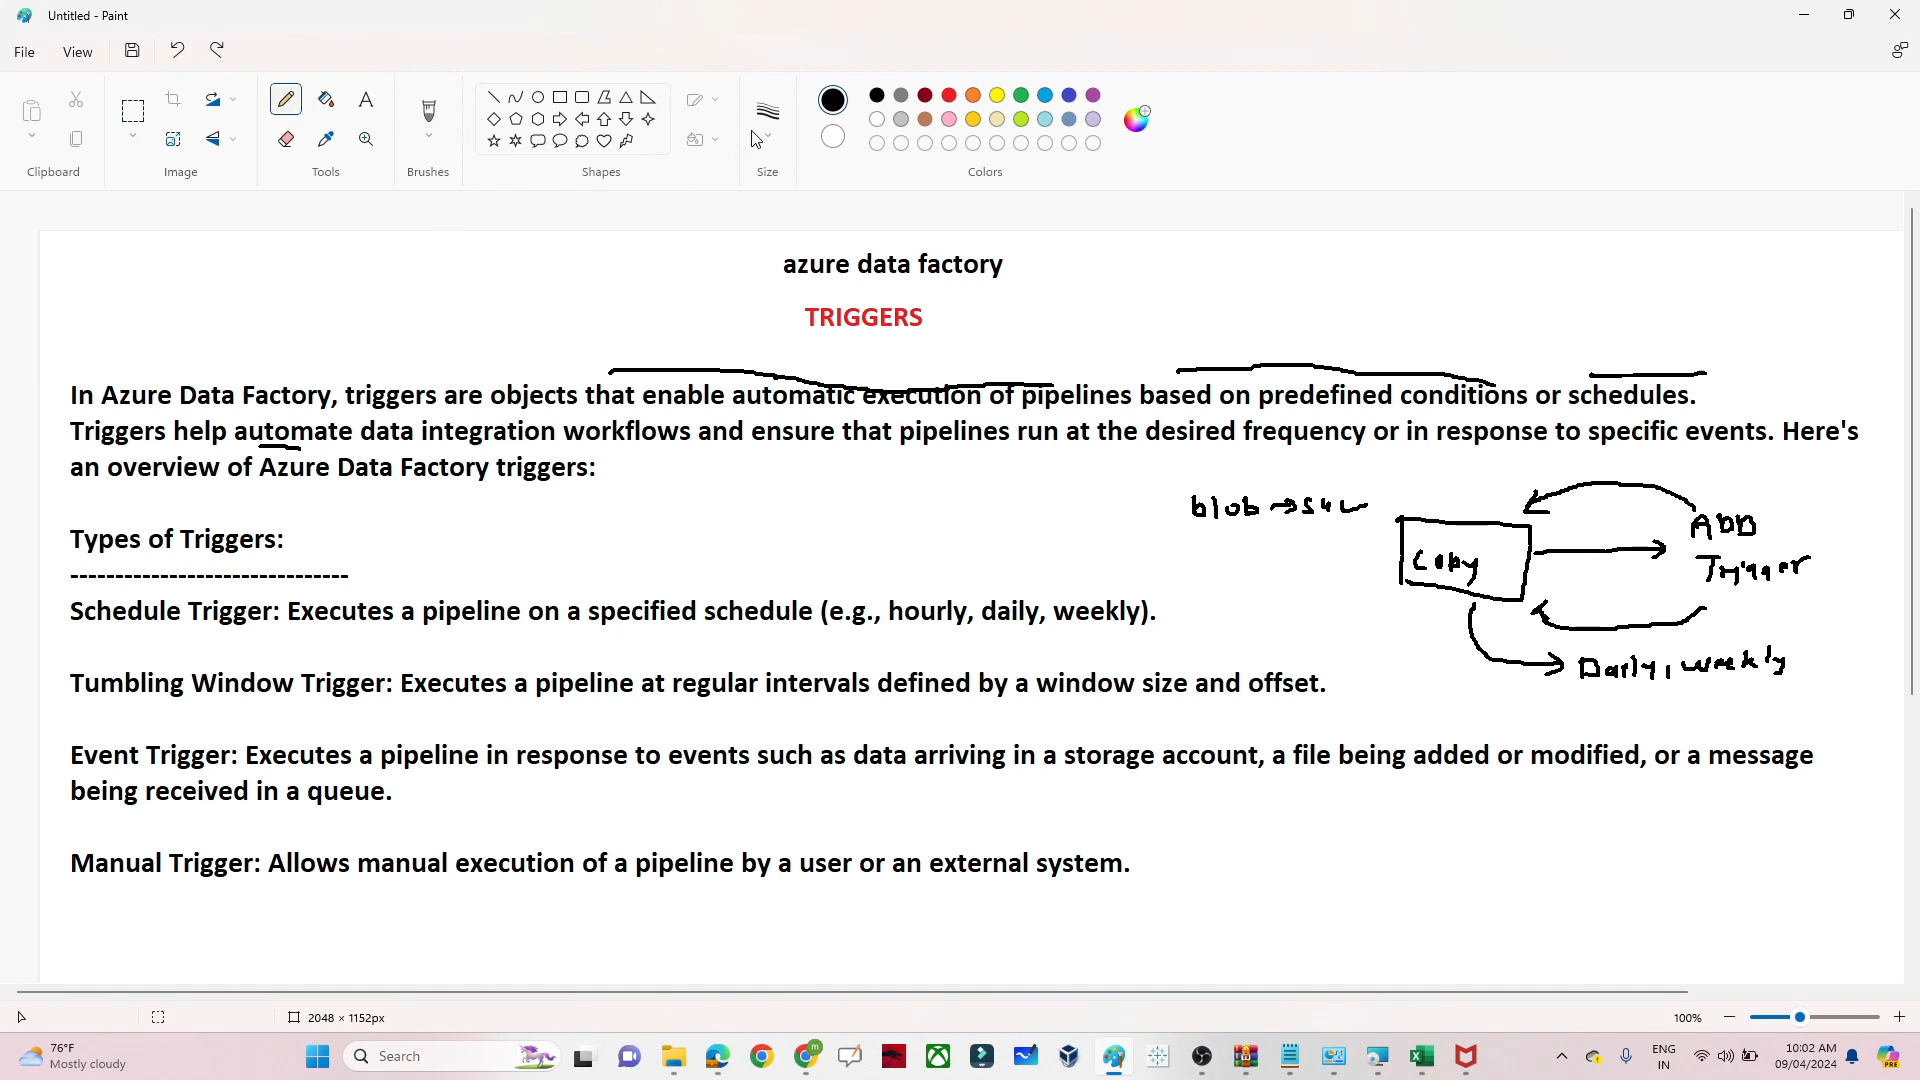 Untitled - Paint
File View
Clipboard Image Tools Brushes Shapes Size Colors
azure data factory
TRIGGERS
In Azure Data Factory, triggers are objects that enable automatic execution of pipelines based on predefined conditions or schedules.
Triggers help automate data integration workflows and ensure that pipelines run at the desired frequency or in response to specific events. Here's
an overview of Azure Data Factory triggers:
blob → SQL
ADD
Trigger
Copy
Types of Triggers:
-------------------------------
Schedule Trigger: Executes a pipeline on a specified schedule (e.g., hourly, daily, weekly).
Daily, weekly
Tumbling Window Trigger: Executes a pipeline at regular intervals defined by a window size and offset.
Event Trigger: Executes a pipeline in response to events such as data arriving in a storage account, a file being added or modified, or a message
being received in a queue.
Manual Trigger: Allows manual execution of a pipeline by a user or an external system.
2048 × 1152px
100%
76°F
Mostly cloudy
Search
ENG
IN
10:02 AM
09/04/2024
PRE